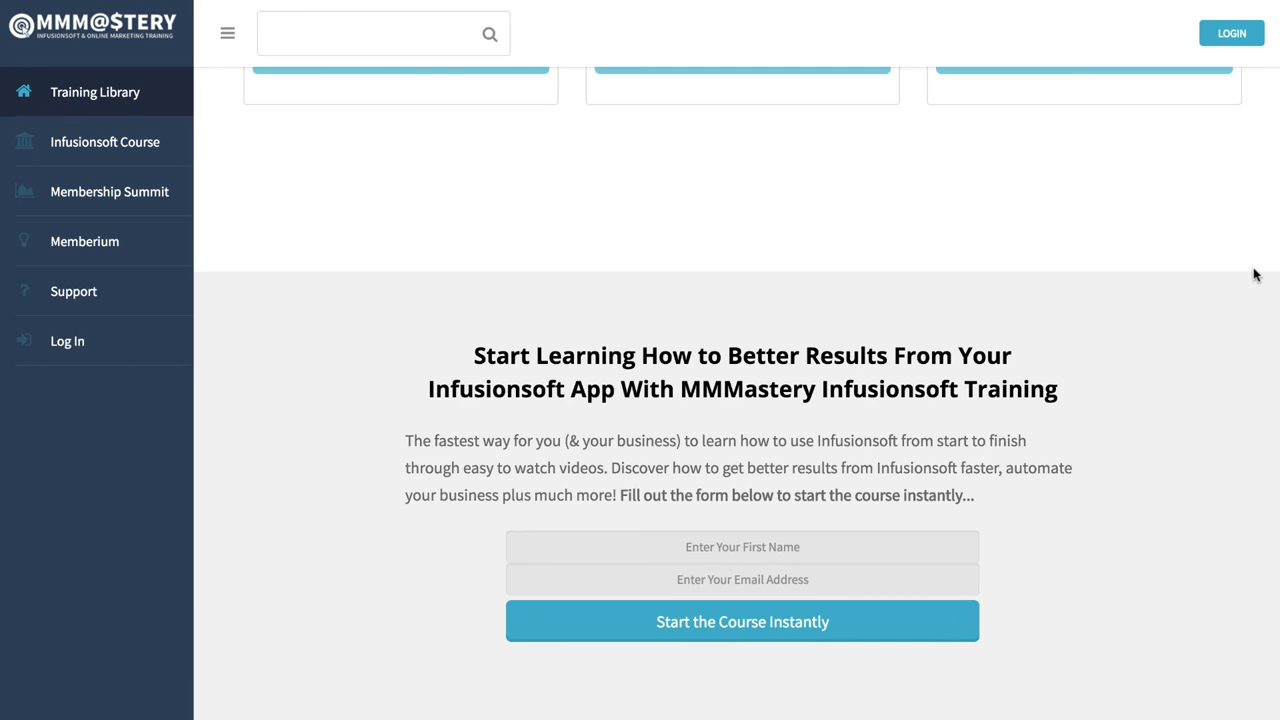 MMM@$TERY
INFUSIONSOFT & ONLINE MARKETING TRAINING
LOGIN
Training Library
Infusionsoft Course
Membership Summit
Memberium
Support
Log In
Start Learning How to Better Results From Your
Infusionsoft App With MMMastery Infusionsoft Training
The fastest way for you (& your business) to learn how to use Infusionsoft from start to finish
through easy to watch videos. Discover how to get better results from Infusionsoft faster, automate
your business plus much more! Fill out the form below to start the course instantly...
Enter Your First Name
Enter Your Email Address
Start the Course Instantly